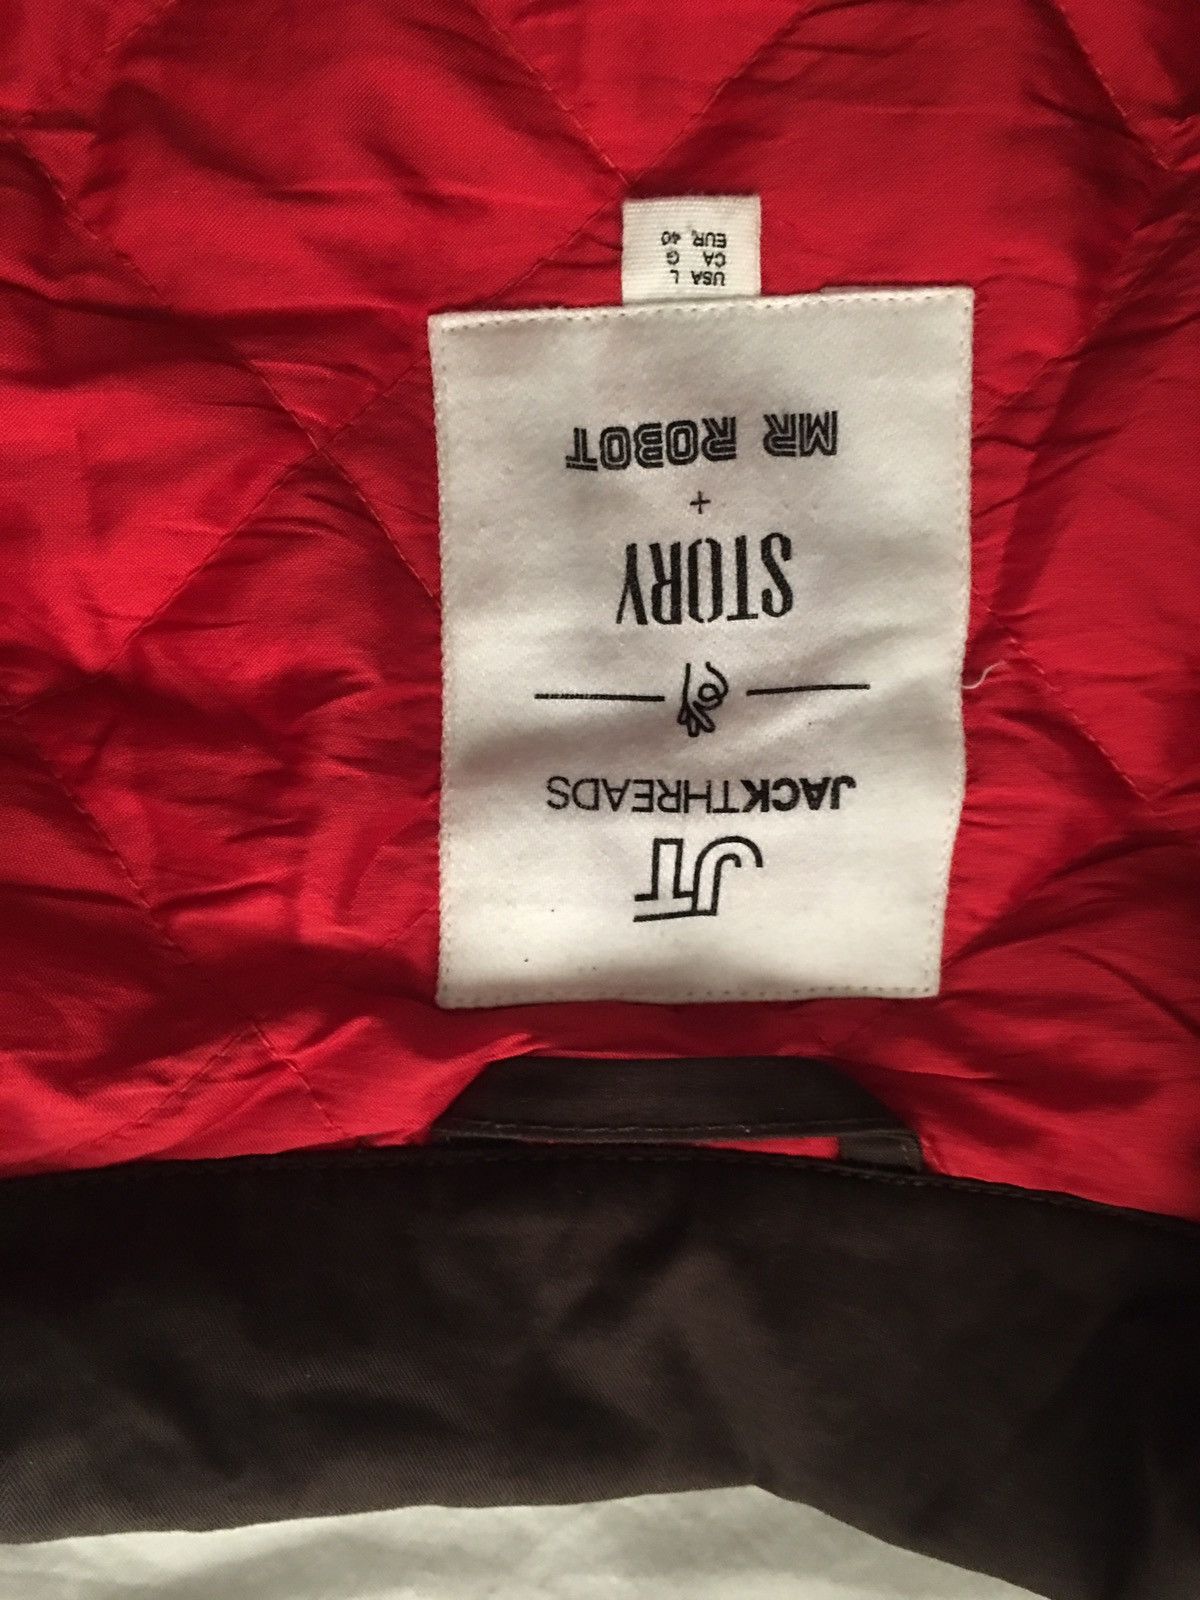 JT
JACKTHREADS
STORY
+
MR ROBOT
USA L
CA G
EUR 40